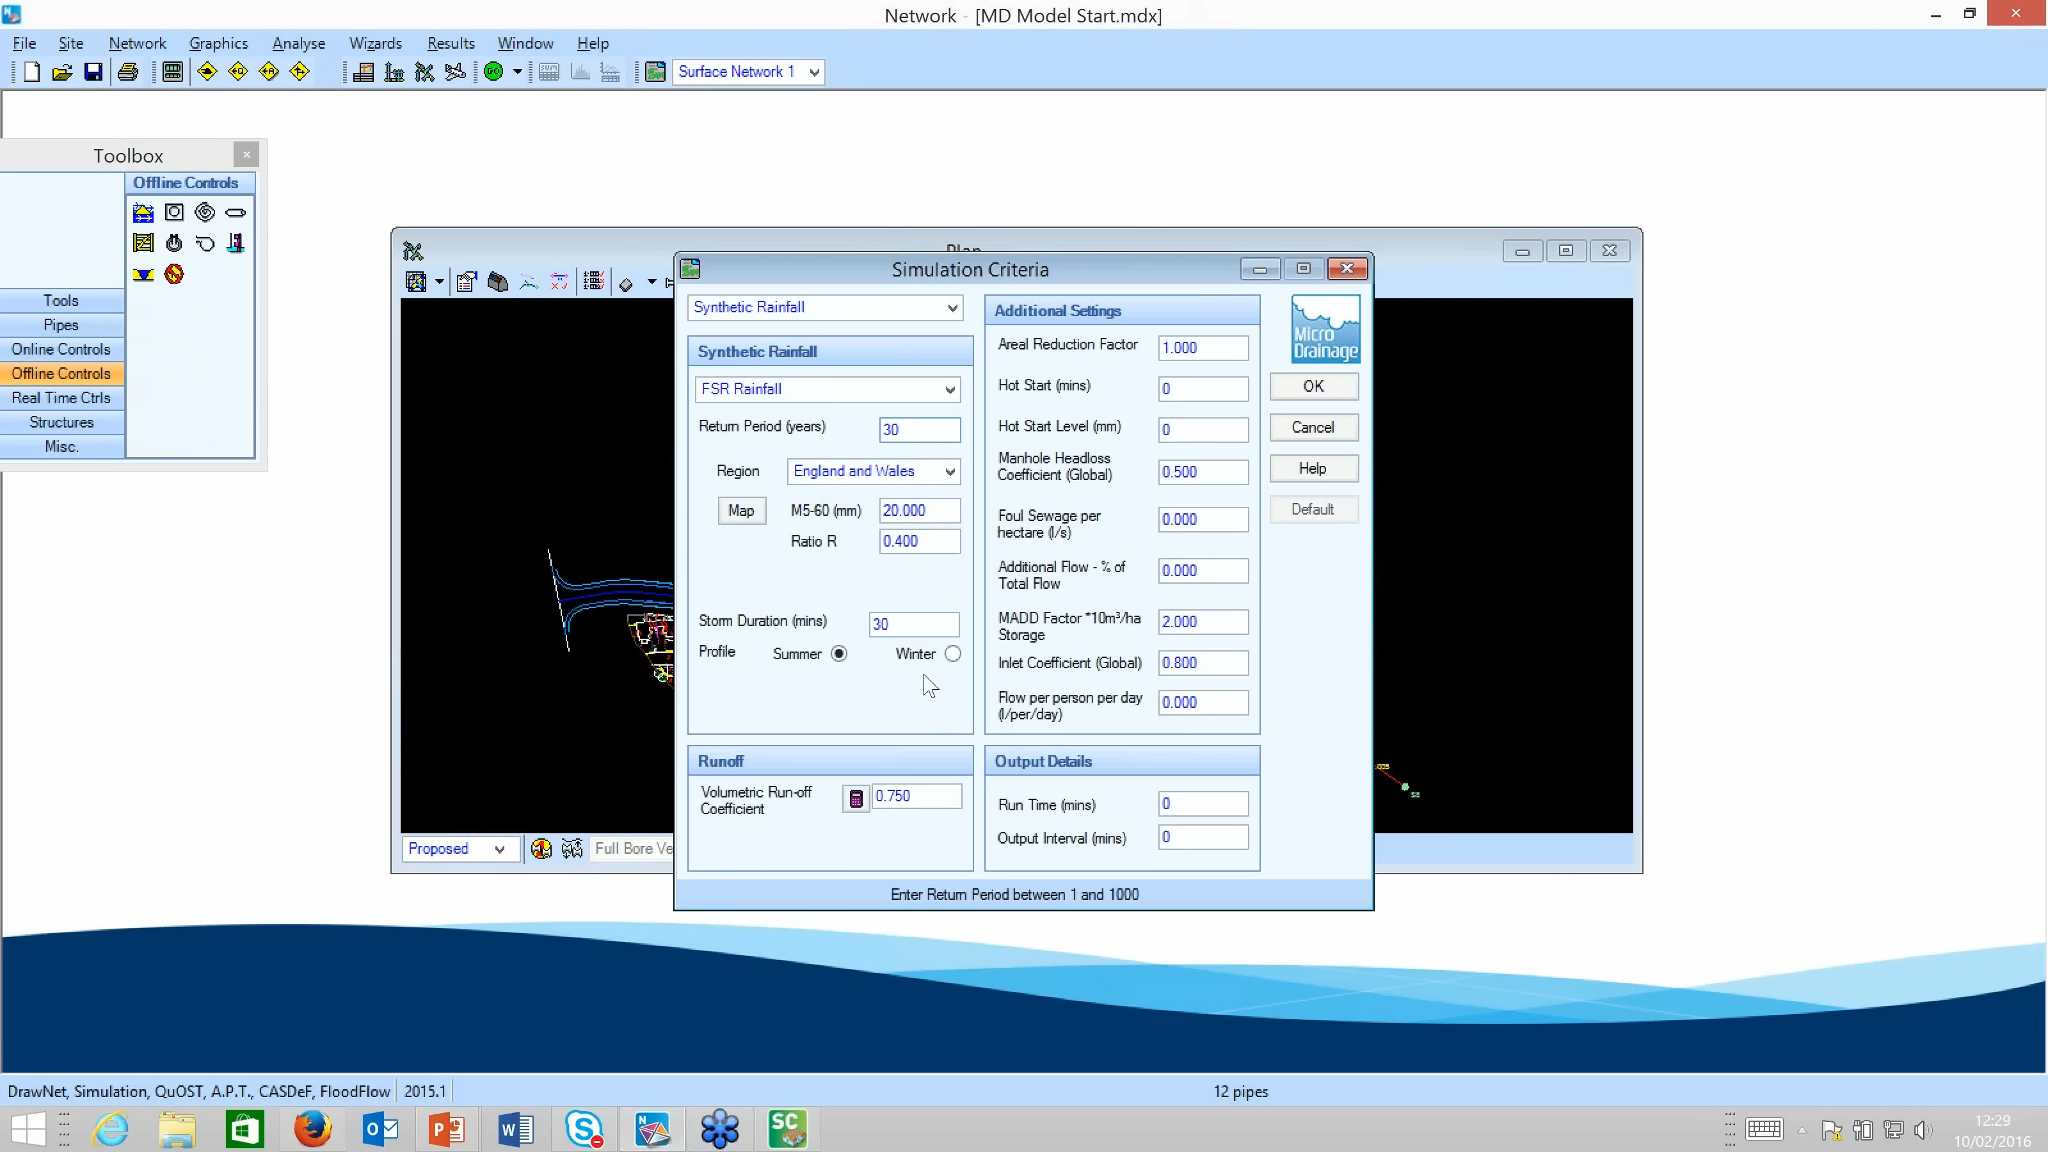 Network - [MD Model Start.mdx]
File Site Network Graphics Analyse Wizards Results Window Help
Surface Network 1
Toolbox
Offline Controls
Tools
Pipes
Online Controls
Offline Controls
Real Time Ctrls
Structures
Misc.
Plan
Proposed
Full Bore Ve
Simulation Criteria
Synthetic Rainfall
Synthetic Rainfall
FSR Rainfall
Return Period (years) 30
Region England and Wales
Map M5-60 (mm) 20.000
Ratio R 0.400
Storm Duration (mins) 30
Profile Summer Winter
Runoff
Volumetric Run-off
Coefficient 0.750
Additional Settings
Areal Reduction Factor 1.000
Hot Start (mins) 0
Hot Start Level (mm) 0
Manhole Headloss
Coefficient (Global) 0.500
Foul Sewage per
hectare (l/s) 0.000
Additional Flow - % of
Total Flow 0.000
MADD Factor *10m³/ha
Storage 2.000
Inlet Coefficient (Global) 0.800
Flow per person per day
(l/per/day) 0.000
Output Details
Run Time (mins) 0
Output Interval (mins) 0
Micro
Drainage
OK
Cancel
Help
Default
Enter Return Period between 1 and 1000
DrawNet, Simulation, QuOST, A.P.T., CASDeF, FloodFlow 2015.1
12 pipes
SC
12:29
10/02/2016